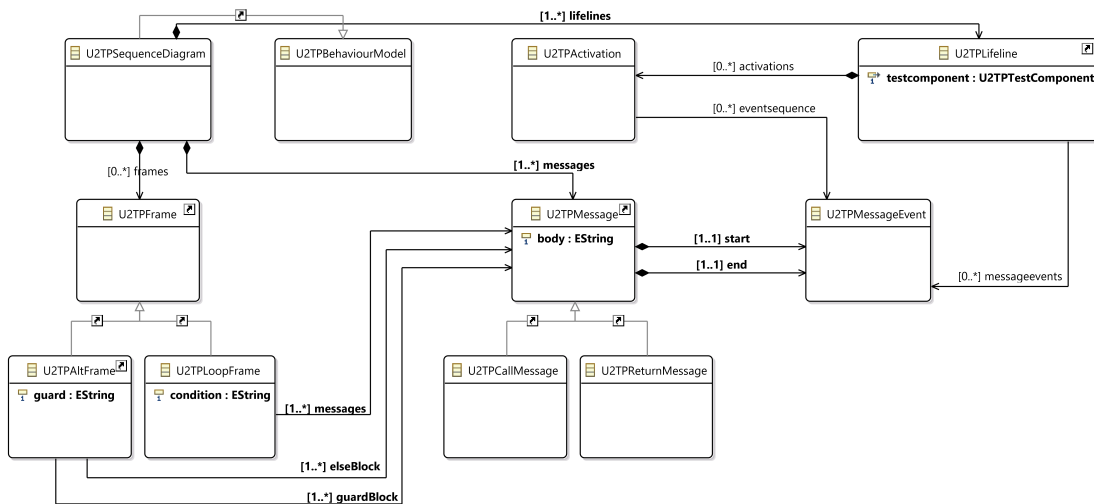 [1..*] lifelines
U2TPSequenceDiagram
U2TPBehaviourModel
U2TPActivation
U2TPLifeline
[0..*] activations
testcomponent : U2TPTestComponent
[0..*] eventsequence
[0..*] frames
[1..*] messages
U2TPFrame
U2TPMessage
U2TPMessageEvent
body : EString
[1..1] start
[1..1] end
[0..*] messageevents
U2TPAltFrame
U2TPLoopFrame
U2TPCallMessage
U2TPReturnMessage
guard : EString
condition : EString
[1..*] messages
[1..*] elseBlock
[1..*] guardBlock